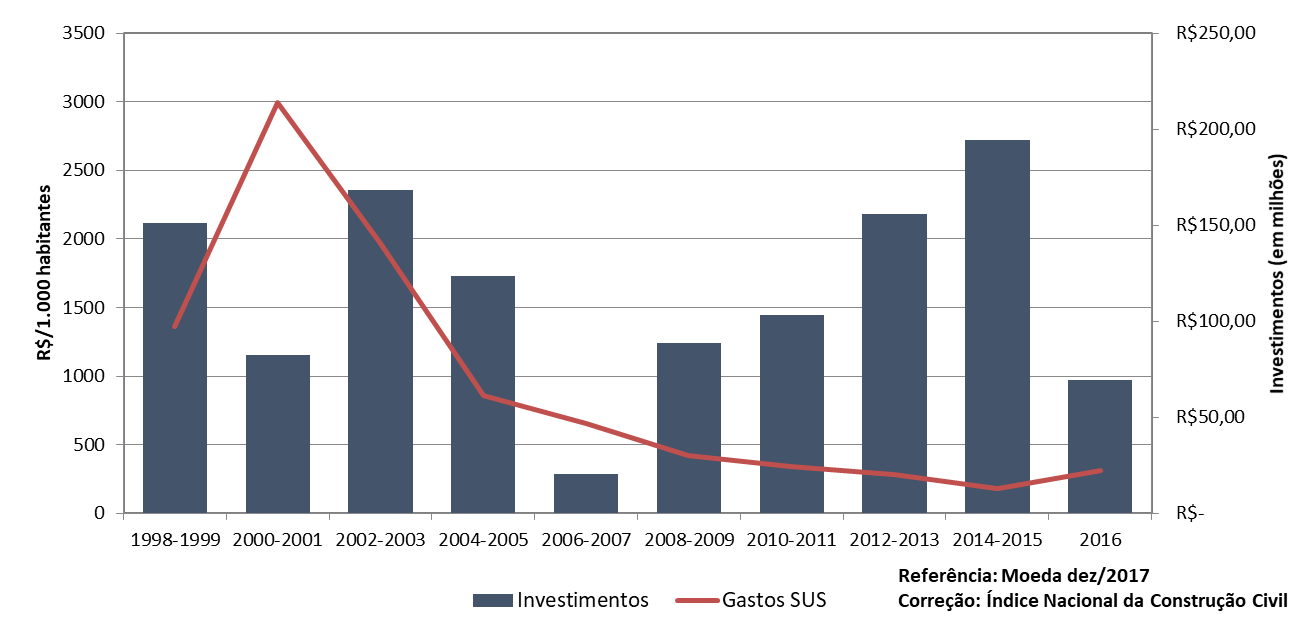 3500
3000
2500
2000
1500
1000
500
0
R$/1.000 habitantes
R$250,00
R$200,00
R$150,00
R$100,00
R$50,00
R$-
Investimentos (em milhões)
1998-1999 2000-2001 2002-2003 2004-2005 2006-2007 2008-2009 2010-2011 2012-2013 2014-2015 2016
Investimentos Gastos SUS
Referência: Moeda dez/2017
Correção: Índice Nacional da Construção Civil